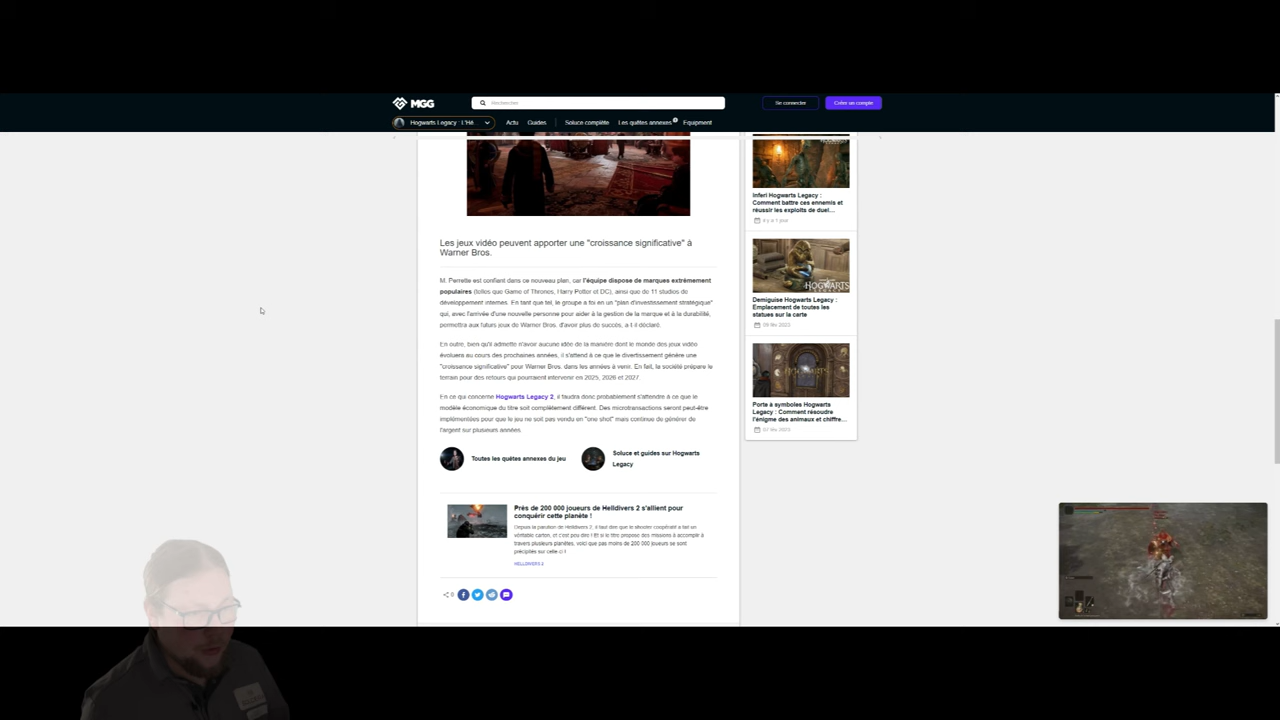 MGG
Rechercher
Se connecter
Créer un compte
Hogwarts Legacy : L'Hé
Actu
Guides
Soluce complète
Les quêtes annexes
Equipment
Les jeux vidéo peuvent apporter une "croissance significative" à
Warner Bros.
M. Perrette est confiant dans ce nouveau plan, car l'équipe dispose de marques extrêmement
populaires (telles que Game of Thrones, Harry Potter et DC), ainsi que de 11 studios de
développement internes. En tant que tel, le groupe a foi en un "plan d'investissement stratégique"
qui, avec l'arrivée d'une nouvelle personne pour aider à la gestion de la marque et à la durabilité,
permettra aux futurs jeux de Warner Bros. d'avoir plus de succès, a-t-il déclaré.
En outre, bien qu'il admette n'avoir aucune idée de la manière dont le monde des jeux vidéo
évoluera au cours des prochaines années, il s'attend à ce que le divertissement génère une
"croissance significative" pour Warner Bros. dans les années à venir. En fait, la société prépare le
terrain pour des retours qui pourraient intervenir en 2025, 2026 et 2027.
En ce qui concerne Hogwarts Legacy 2, il faudra donc probablement s'attendre à ce que le
modèle économique du titre soit complètement différent. Des microtransactions seront peut-être
implémentées pour que le jeu ne soit pas vendu en "one shot" mais continue de générer de
l'argent sur plusieurs années.
Toutes les quêtes annexes du jeu
Soluce et guides sur Hogwarts
Legacy
Près de 200 000 joueurs de Helldivers 2 s'allient pour
conquérir cette planète !
Depuis la parution de Helldivers 2, il faut dire que le shooter coopératif a fait un
véritable carton, et c'est peu dire ! Et si le titre propose des missions à accomplir à
travers plusieurs planètes, voici que pas moins de 200 000 joueurs se sont
précipités sur celle-ci !
HELLDIVERS 2
0
Inferi Hogwarts Legacy :
Comment battre ces ennemis et
réussir les exploits de duel...
Il y a 7 jours
HOGWARTS
Demiguise Hogwarts Legacy :
Emplacement de toutes les
statues sur la carte
2023
Porte à symboles Hogwarts
Legacy : Comment résoudre
l'énigme des animaux et chiffre...
2023